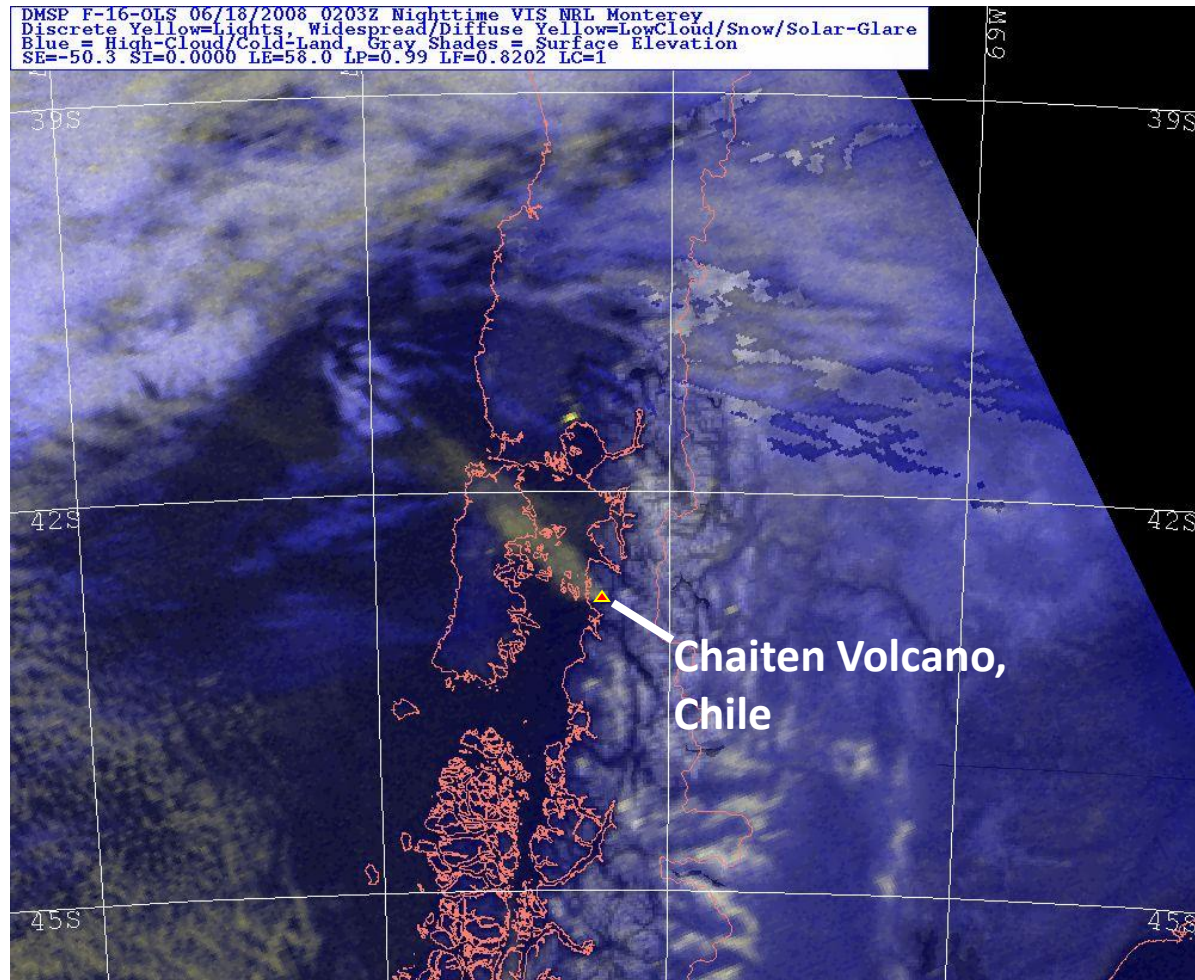 DMSP F-16-OLS 06/18/2008 0203Z Nighttime VIS NRL Monterey
Discrete Yellow=Lights, Widespread/Diffuse Yellow=LowCloud/Snow/Solar-Glare
Blue = High-Cloud/Cold-Land, Gray Shades = Surface Elevation
SE=-50.3 SI=0.0000 LE=58.0 LP=0.99 LF=0.8202 LC=1
69W
39S
39S
42S
42S
Chaiten Volcano,
Chile
45S
45S